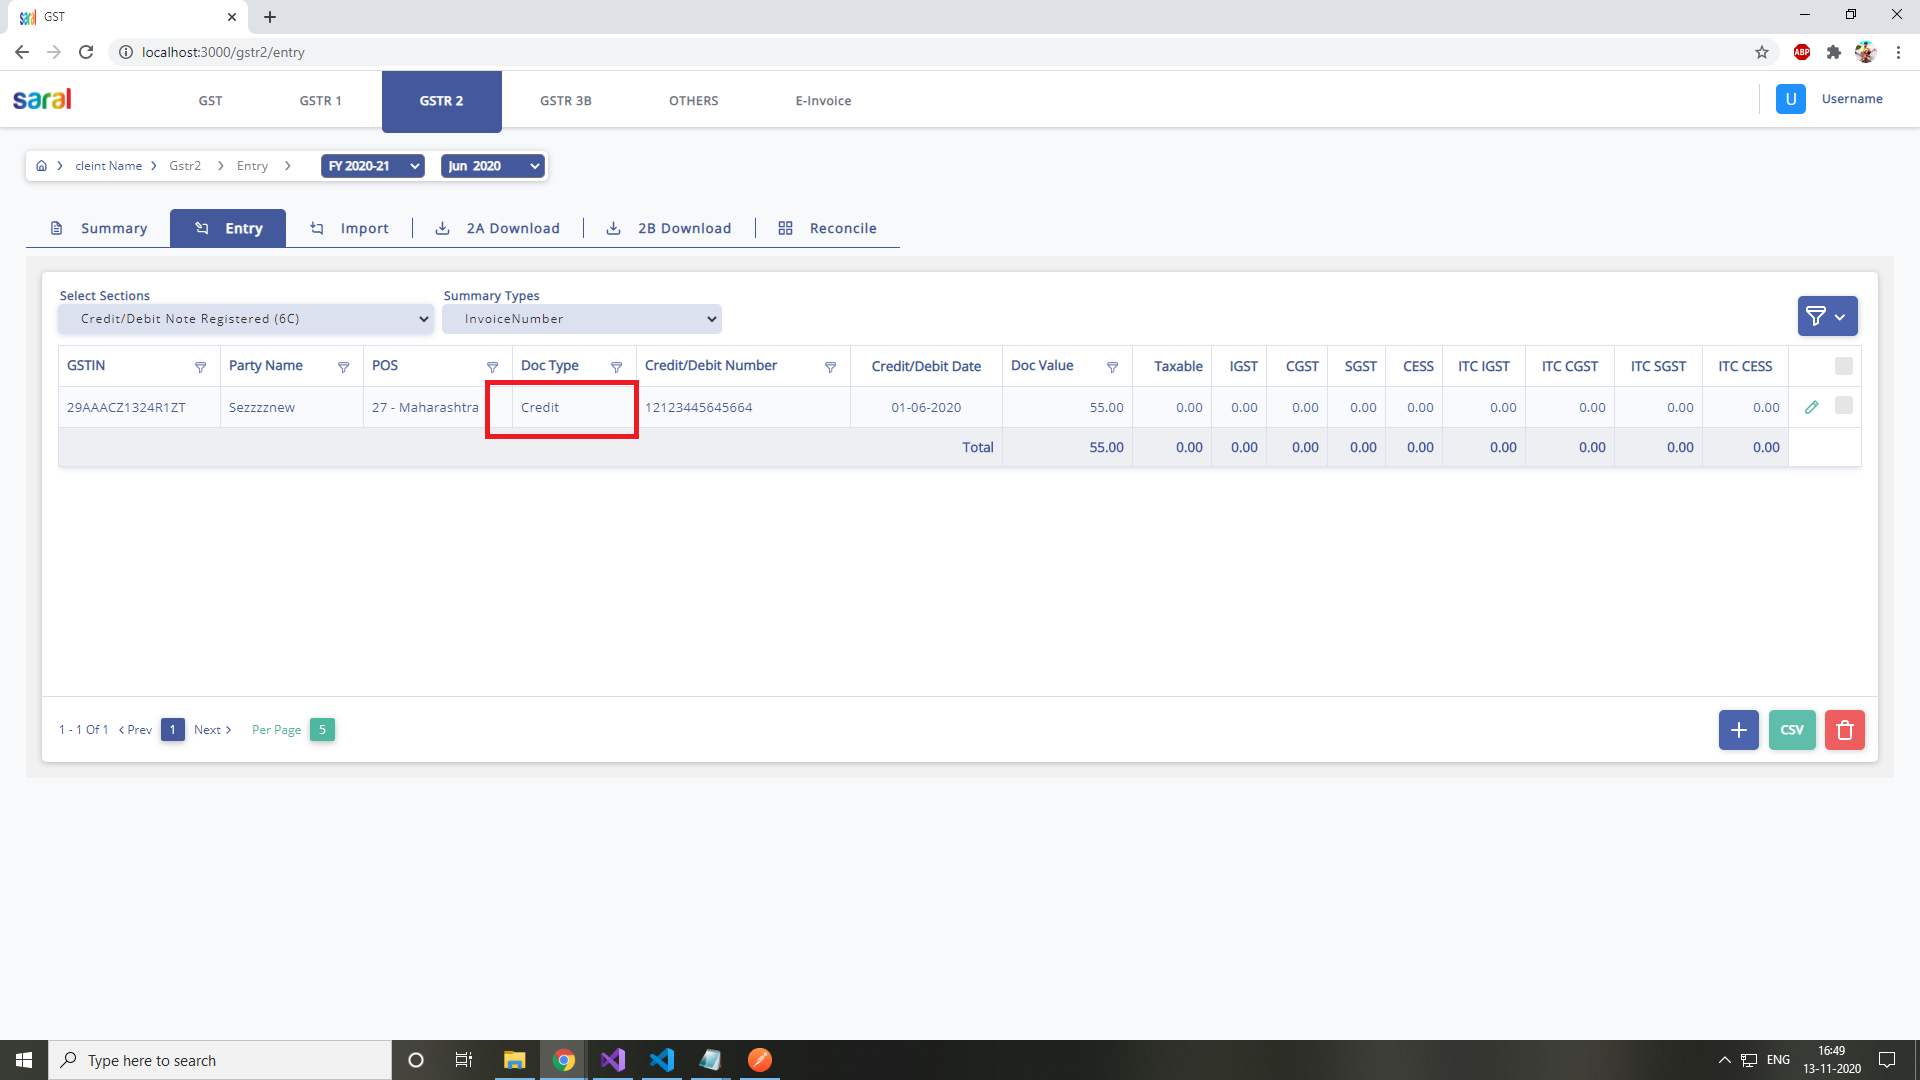 GST
localhost:3000/gstr2/entry
ABP
saral GST GSTR 1 GSTR 2 GSTR 3B OTHERS E-Invoice U Username
cleint Name Gstr2 Entry FY 2020-21 Jun 2020
Summary Entry Import 2A Download 2B Download Reconcile
Select Sections Summary Types
Credit/Debit Note Registered (6C) InvoiceNumber
GSTIN Party Name POS Doc Type Credit/Debit Number Credit/Debit Date Doc Value Taxable IGST CGST SGST CESS ITC IGST ITC CGST ITC SGST ITC CESS
29AAACZ1324R1ZT Sezzzznew 27 - Maharashtra Credit 12123445645664 01-06-2020 55.00 0.00 0.00 0.00 0.00 0.00 0.00 0.00 0.00 0.00
Total 55.00 0.00 0.00 0.00 0.00 0.00 0.00 0.00 0.00 0.00
1 - 1 Of 1 Prev 1 Next Per Page 5 CSV
Type here to search ENG 16:49
13-11-2020